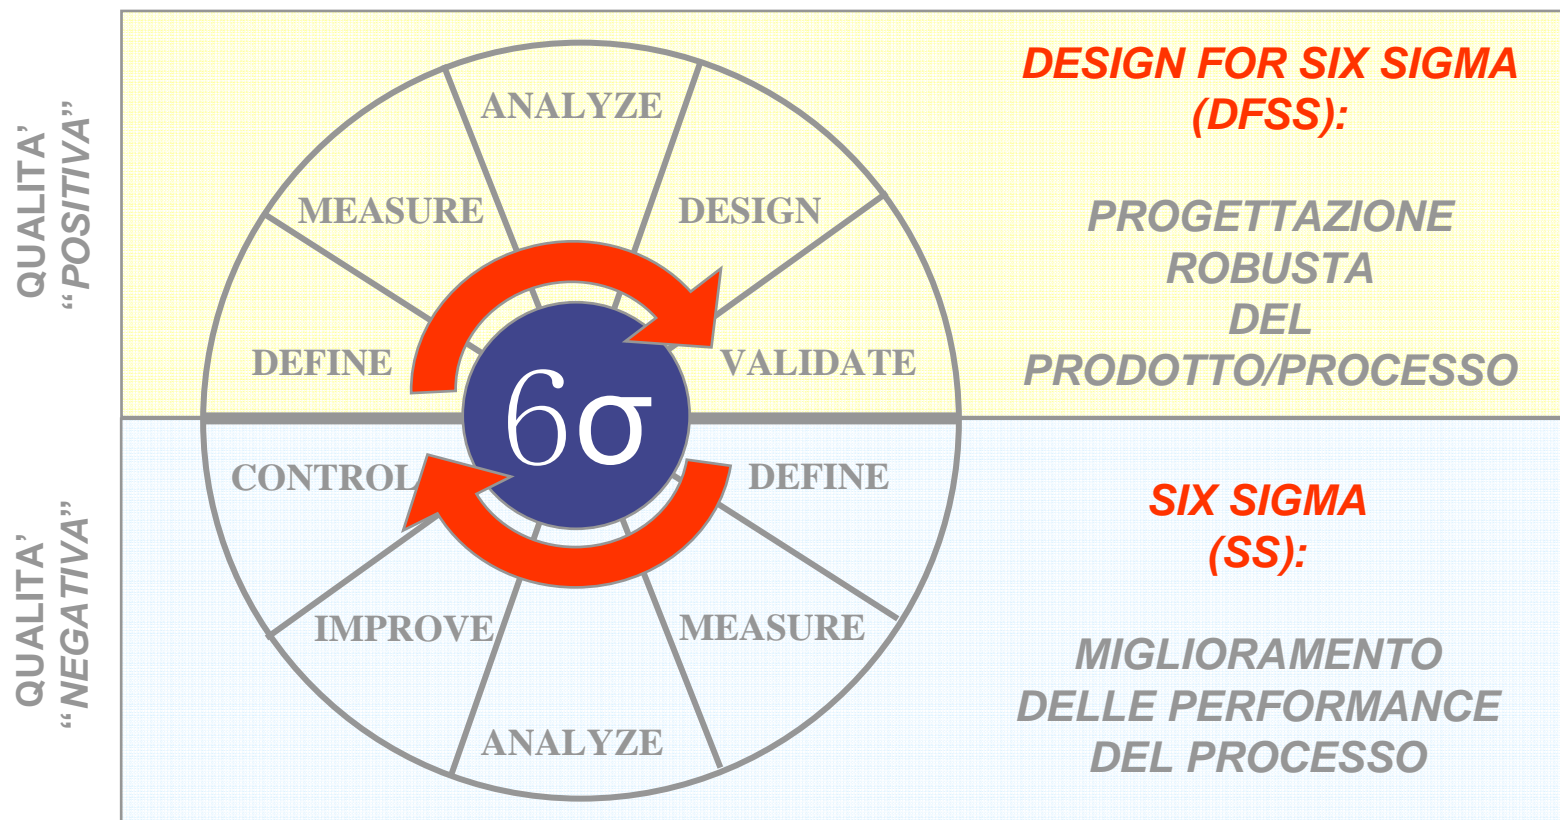 QUALITA’
“POSITIVA”
ANALYZE
MEASURE
DESIGN
DEFINE
VALIDATE
6σ
DESIGN FOR SIX SIGMA
(DFSS):
PROGETTAZIONE
ROBUSTA
DEL
PRODOTTO/PROCESSO
QUALITA’
“NEGATIVA”
CONTROL
DEFINE
IMPROVE
MEASURE
ANALYZE
SIX SIGMA
(SS):
MIGLIORAMENTO
DELLE PERFORMANCE
DEL PROCESSO